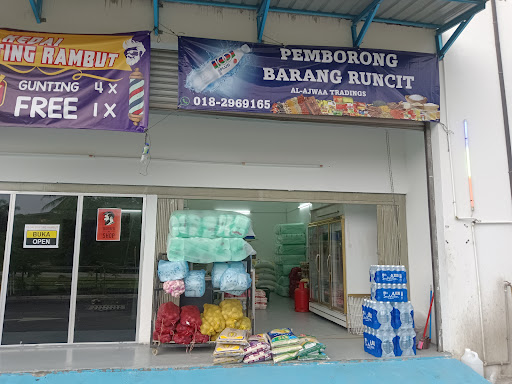 KEDAI
TING RAMBUT
GUNTING 4 X
FREE 1 X
PEMBORONG
BARANG RUNCIT
AL-AJWAA TRADINGS
018-2969165
BUKA
OPEN